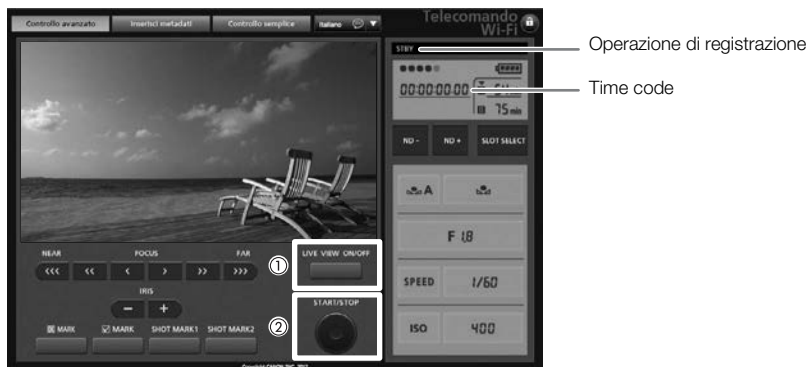 Controllo avanzato Inserisci metadati Controllo semplice Italiano
Telecomando
Wi-Fi
STBY
Operazione di registrazione
00:00:00.00
Time code
75 min
ND - ND + SLOT SELECT
A
F 1.8
SPEED 1/60
ISO 400
NEAR FOCUS FAR
<<< << < > >> >>>
IRIS
- +
① LIVE VIEW ON/OFF
② START/STOP
MARK MARK SHOT MARK1 SHOT MARK2